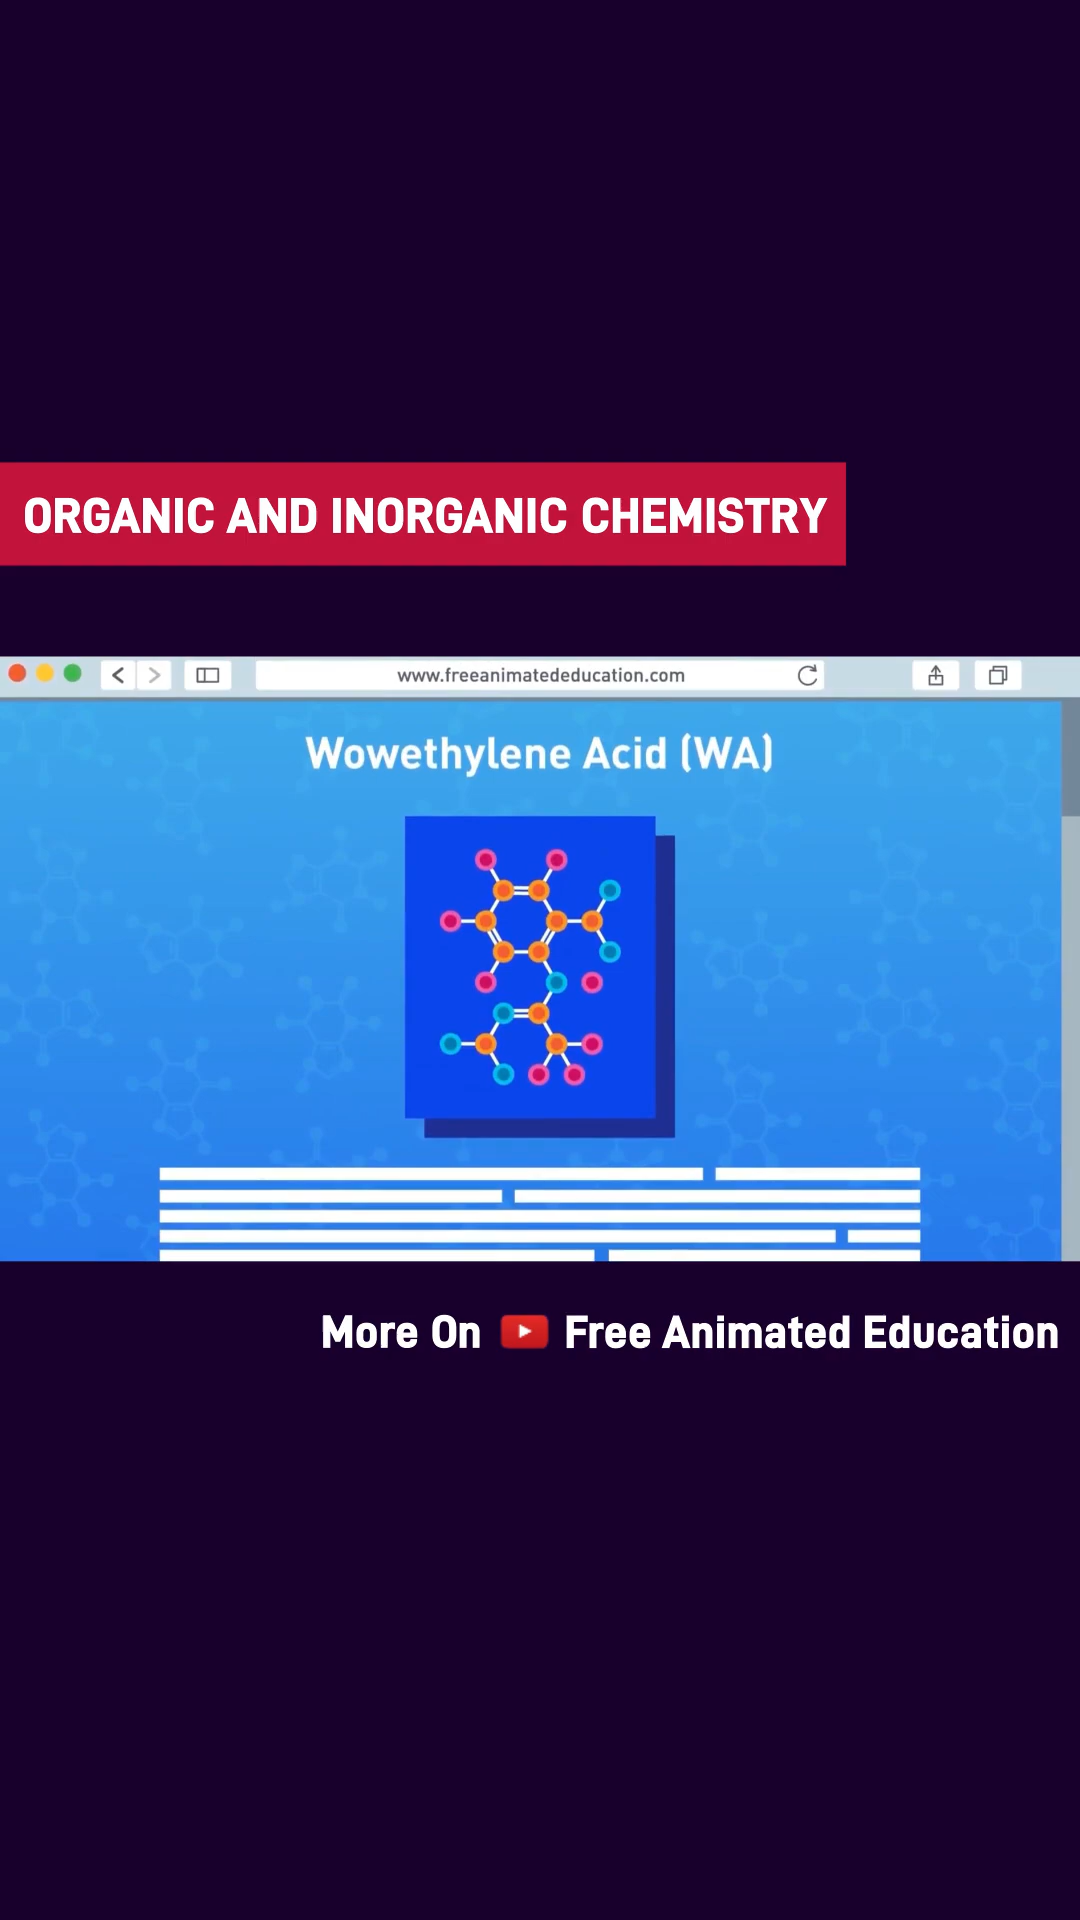 ORGANIC AND INORGANIC CHEMISTRY
www.freeanimatededucation.com
Wowethylene Acid (WA)
More On Free Animated Education